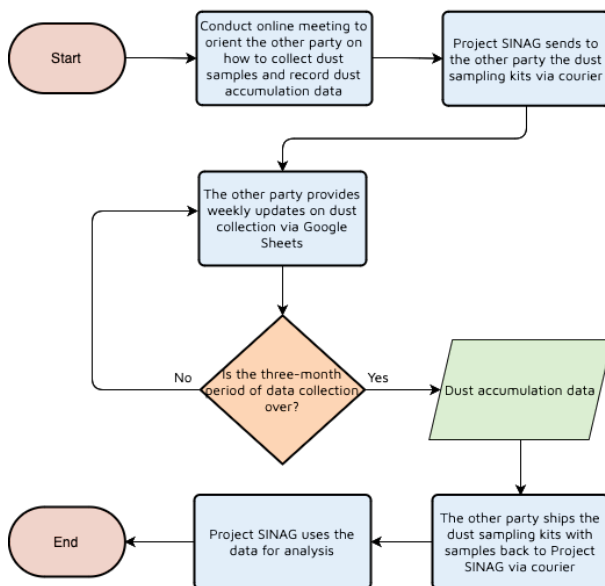 Start
Conduct online meeting to
orient the other party on
how to collect dust
samples and record dust
accumulation data
Project SINAG sends to
the other party the dust
sampling kits via courier
The other party provides
weekly updates on dust
collection via Google
Sheets
No
Is the three-month
period of data collection
over?
Yes
Dust accumulation data
End
Project SINAG uses the
data for analysis
The other party ships the
dust sampling kits with
samples back to Project
SINAG via courier